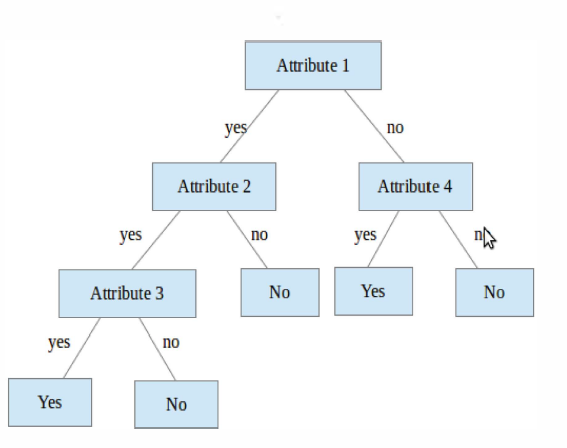 Attribute 1
yes
no
Attribute 2
Attribute 4
yes
no
yes
Attribute 3
No
Yes
No
yes
no
Yes
No